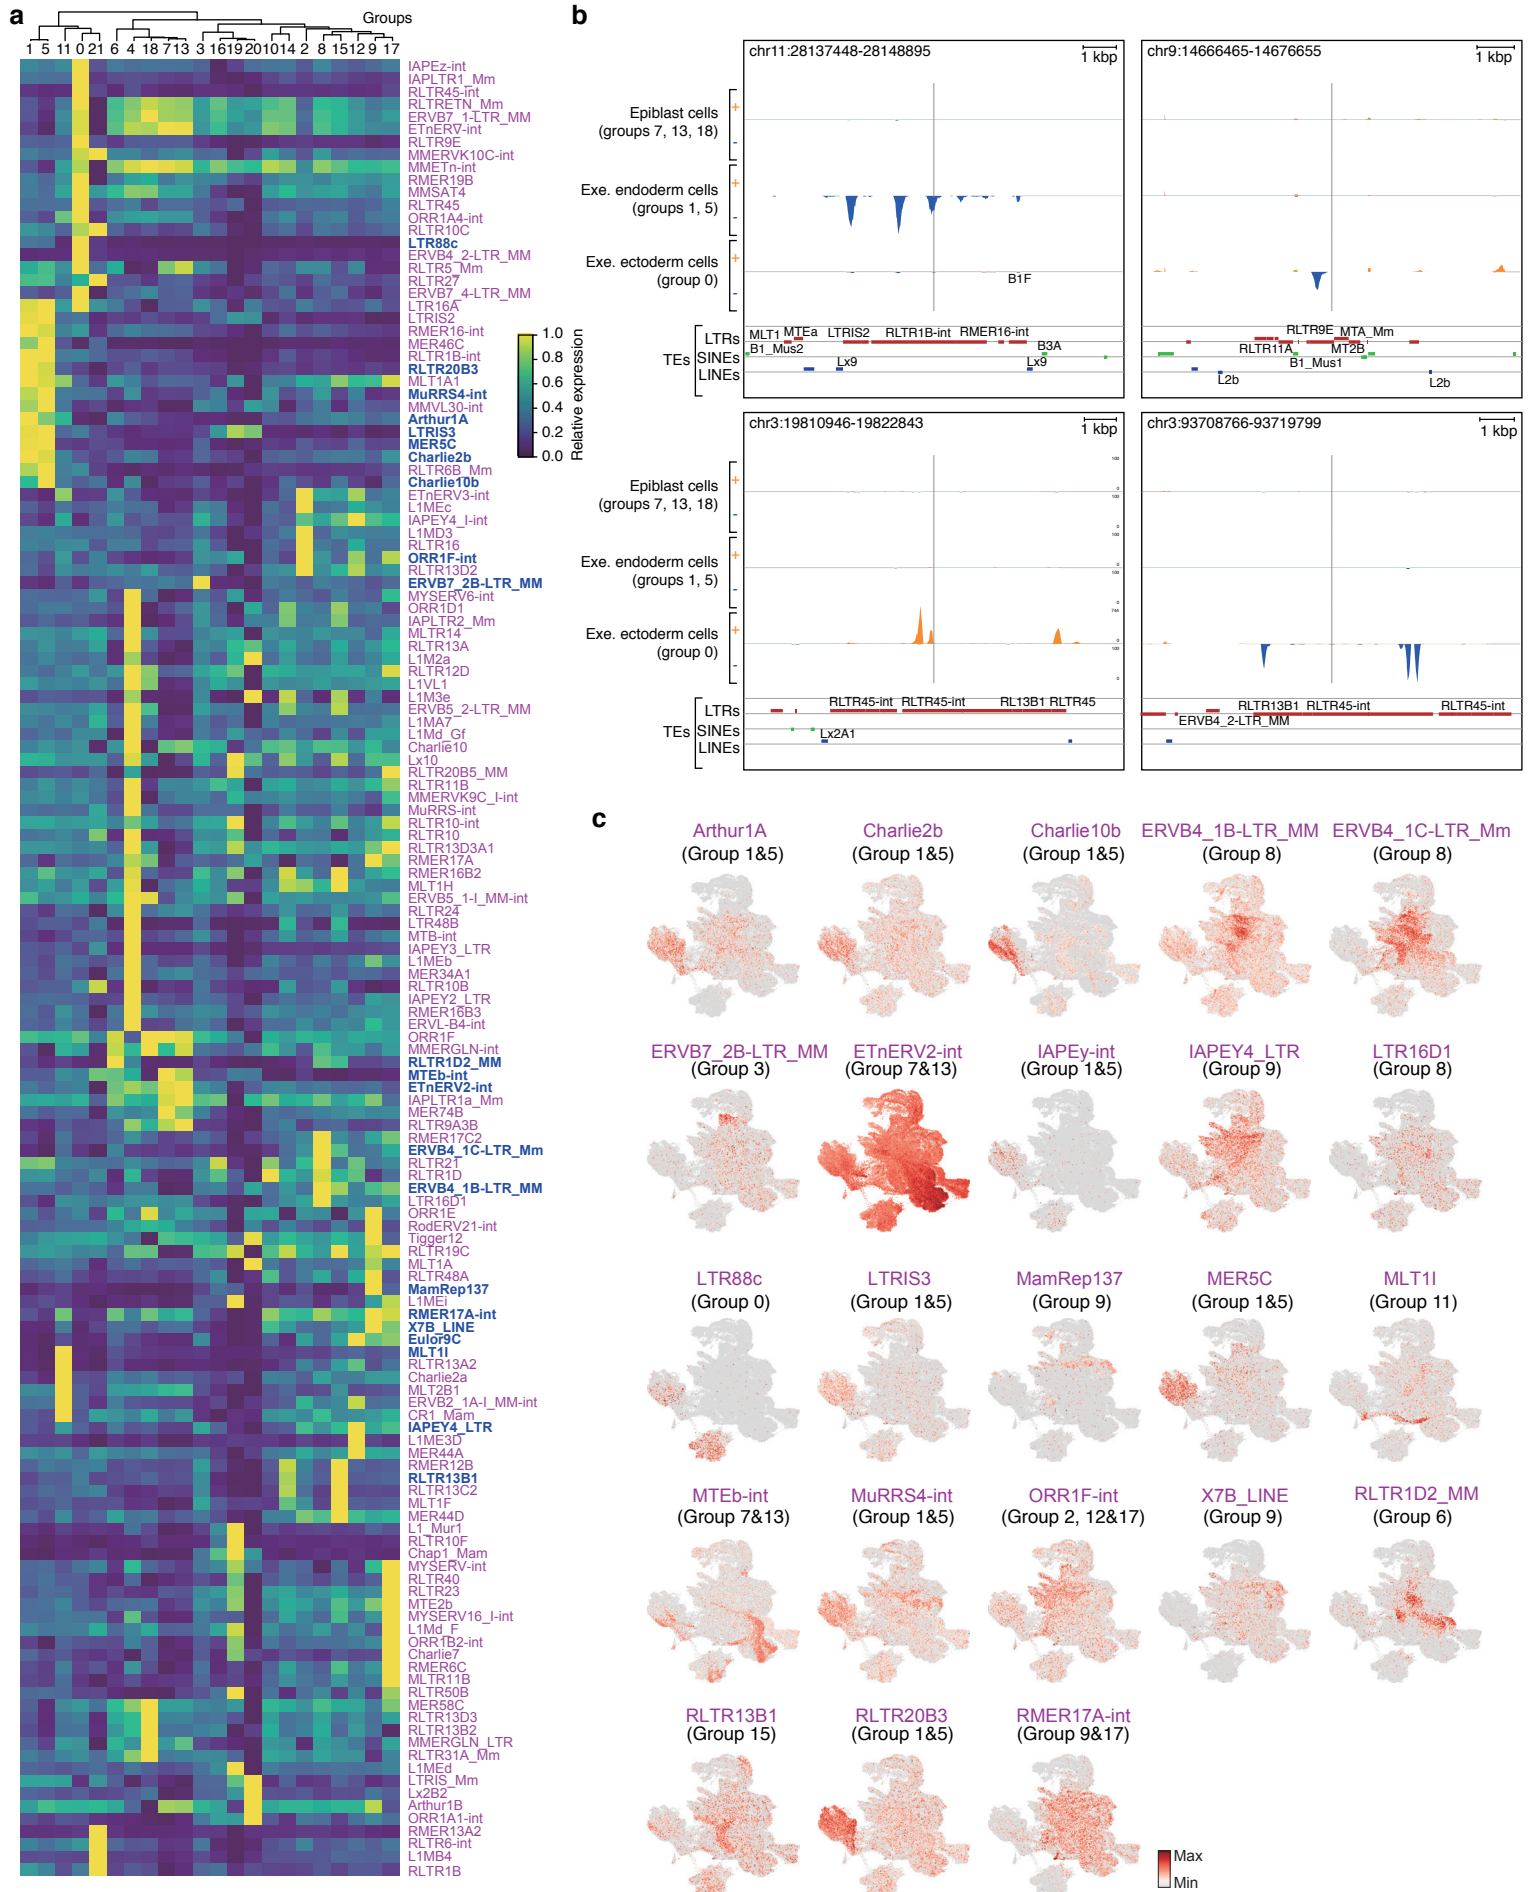 a
Groups
1 5 11 0 21 6 4 18 7 13 3 16 19 20 10 14 2 8 15 12 9 17
IAPEz-int
IAPLTR1_Mm
RLTR45-int
RLTRETN_Mm
ERVB7_1-LTR_MM
ETnERV-int
RLTR9E
MMERVK10C-int
MMETn-int
RMER19B
MMSAT4
RLTR45
ORR1A4-int
RLTR10C
LTR88c
ERVB4_2-LTR_MM
RLTR5_Mm
RLTR27
ERVB7_4-LTR_MM
LTR16A
LTRIS2
RMER16-int
MER46C
RLTR1B-int
RLTR20B3
MLT1A1
MuRRS4-int
MMVL30-int
Arthur1A
LTRIS3
MER5C
Charlie2b
RLTR6B_Mm
Charlie10b
ETnERV3-int
L1MEc
IAPEY4_I-int
L1MD3
RLTR16
ORR1F-int
RLTR13D2
ERVB7_2B-LTR_MM
MYSERV6-int
ORR1D1
IAPLTR2_Mm
MLTR14
RLTR13A
L1M2a
RLTR12D
L1VL1
L1M3e
ERVB5_2-LTR_MM
L1MA7
L1Md_Gf
Charlie10
Lx10
RLTR20B5_MM
RLTR11B
MMERVK9C_I-int
MuRRS-int
RLTR10-int
RLTR10
RLTR13D3A1
RMER17A
RMER16B2
MLT1H
ERVB5_1-I_MM-int
RLTR24
LTR48B
MTB-int
IAPEY3_LTR
L1MEb
MER34A1
RLTR10B
IAPEY2_LTR
RMER16B3
ERVL-B4-int
ORR1F
MMERGLN-int
RLTR1D2_MM
MTEb-int
ETnERV2-int
IAPLTR1a_Mm
MER74B
RLTR9A3B
RMER17C2
ERVB4_1C-LTR_Mm
RLTR21
RLTR1D
ERVB4_1B-LTR_MM
LTR16D1
ORR1E
RodERV21-int
Tigger12
RLTR19C
MLT1A
RLTR48A
MamRep137
L1MEi
RMER17A-int
X7B_LINE
Eulor9C
MLT1I
RLTR13A2
Charlie2a
MLT2B1
ERVB2_1A-I_MM-int
CR1_Mam
IAPEY4_LTR
L1ME3D
MER44A
RMER12B
RLTR13B1
RLTR13C2
MLT1F
MER44D
L1_Mur1
RLTR10F
Chap1_Mam
MYSERV-int
RLTR40
RLTR23
MTE2b
MYSERV16_I-int
L1Md_F
ORR1B2-int
Charlie7
RMER6C
MLTR11B
RLTR50B
MER58C
RLTR13D3
RLTR13B2
MMERGLN_LTR
RLTR31A_Mm
L1MEd
LTRIS_Mm
Lx2B2
Arthur1B
ORR1A1-int
RMER13A2
RLTR6-int
L1MB4
RLTR1B
1.0
0.8
0.6
0.4
0.2
0.0
Relative expression
b
chr11:28137448-28148895
1 kbp
chr9:14666465-14676655
1 kbp
Epiblast cells
(groups 7, 13, 18)
+
-
Exe. endoderm cells
(groups 1, 5)
+
-
Exe. ectoderm cells
(group 0)
+
-
B1F
TEs
LTRs
SINEs
LINEs
MLT1 MTEa LTRIS2 RLTR1B-int RMER16-int
B1_Mus2 B3A
Lx9 Lx9
RLTR9E MTA_Mm
RLTR11A MT2B
B1_Mus1
L2b L2b
chr3:19810946-19822843
1 kbp
chr3:93708766-93719799
1 kbp
Epiblast cells
(groups 7, 13, 18)
+
-
Exe. endoderm cells
(groups 1, 5)
+
-
Exe. ectoderm cells
(group 0)
+
-
TEs
LTRs
SINEs
LINEs
RLTR45-int RLTR45-int RL13B1 RLTR45
Lx2A1
RLTR13B1 RLTR45-int RLTR45-int
ERVB4_2-LTR_MM
c
Arthur1A
(Group 1&5)
Charlie2b
(Group 1&5)
Charlie10b
(Group 1&5)
ERVB4_1B-LTR_MM
(Group 8)
ERVB4_1C-LTR_Mm
(Group 8)
ERVB7_2B-LTR_MM
(Group 3)
ETnERV2-int
(Group 7&13)
IAPEy-int
(Group 1&5)
IAPEY4_LTR
(Group 9)
LTR16D1
(Group 8)
LTR88c
(Group 0)
LTRIS3
(Group 1&5)
MamRep137
(Group 9)
MER5C
(Group 1&5)
MLT1I
(Group 11)
MTEb-int
(Group 7&13)
MuRRS4-int
(Group 1&5)
ORR1F-int
(Group 2, 12&17)
X7B_LINE
(Group 9)
RLTR1D2_MM
(Group 6)
RLTR13B1
(Group 15)
RLTR20B3
(Group 1&5)
RMER17A-int
(Group 9&17)
Max
Min